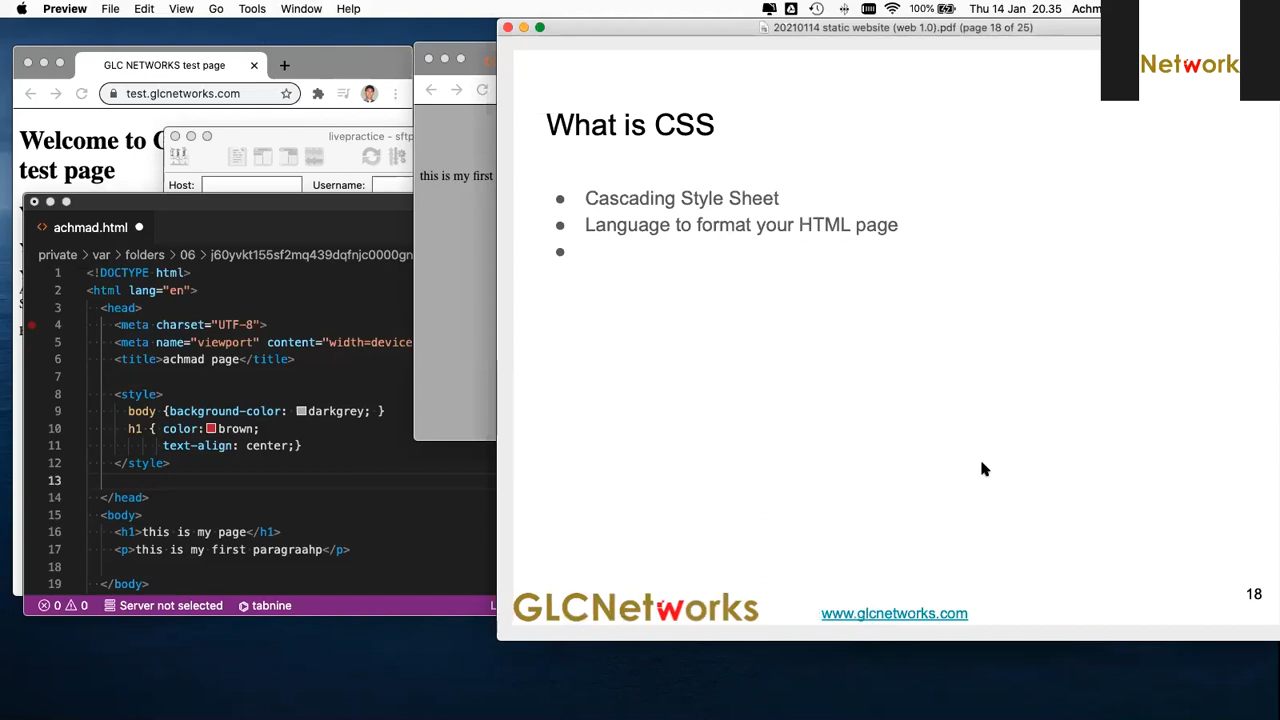 Preview File Edit View Go Tools Window Help 100% Thu 14 Jan 20.35 Achm
GLC NETWORKS test page
test.glcnetworks.com
Welcome to
test page
livepractice - sftp
Host: Username:
this is my first
achmad.html
private > var > folders > 06 > j60yvkt155sf2mq439dqfnjc0000gn
1 <!DOCTYPE html>
2 <html lang="en">
3 <head>
4 <meta charset="UTF-8">
5 <meta name="viewport" content="width=device
6 <title>achmad page</title>
7
8 <style>
9 body {background-color: darkgrey; }
10 h1 { color: brown;
11 text-align: center;}
12 </style>
13
14 </head>
15 <body>
16 <h1>this is my page</h1>
17 <p>this is my first paragraahp</p>
18
19 </body>
0 0 Server not selected tabnine
20210114 static website (web 1.0).pdf (page 18 of 25)
Network
What is CSS
● Cascading Style Sheet
● Language to format your HTML page
●
GLCNetworks
www.glcnetworks.com
18